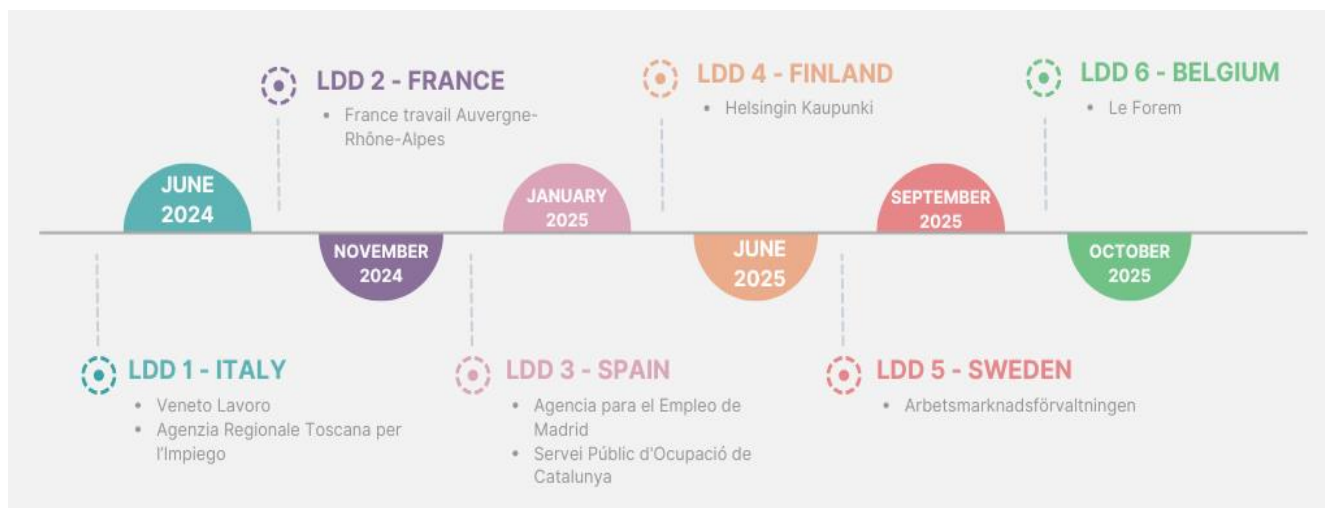 LDD 1 - ITALY
• Veneto Lavoro
• Agenzia Regionale Toscana per
l'Impiego
JUNE
2024
LDD 2 - FRANCE
• France travail Auvergne-
Rhône-Alpes
NOVEMBER
2024
LDD 3 - SPAIN
• Agencia para el Empleo de
Madrid
• Servei Públic d'Ocupació de
Catalunya
JANUARY
2025
LDD 4 - FINLAND
• Helsingin Kaupunki
JUNE
2025
LDD 5 - SWEDEN
• Arbetsmarknadsförvaltningen
SEPTEMBER
2025
LDD 6 - BELGIUM
• Le Forem
OCTOBER
2025